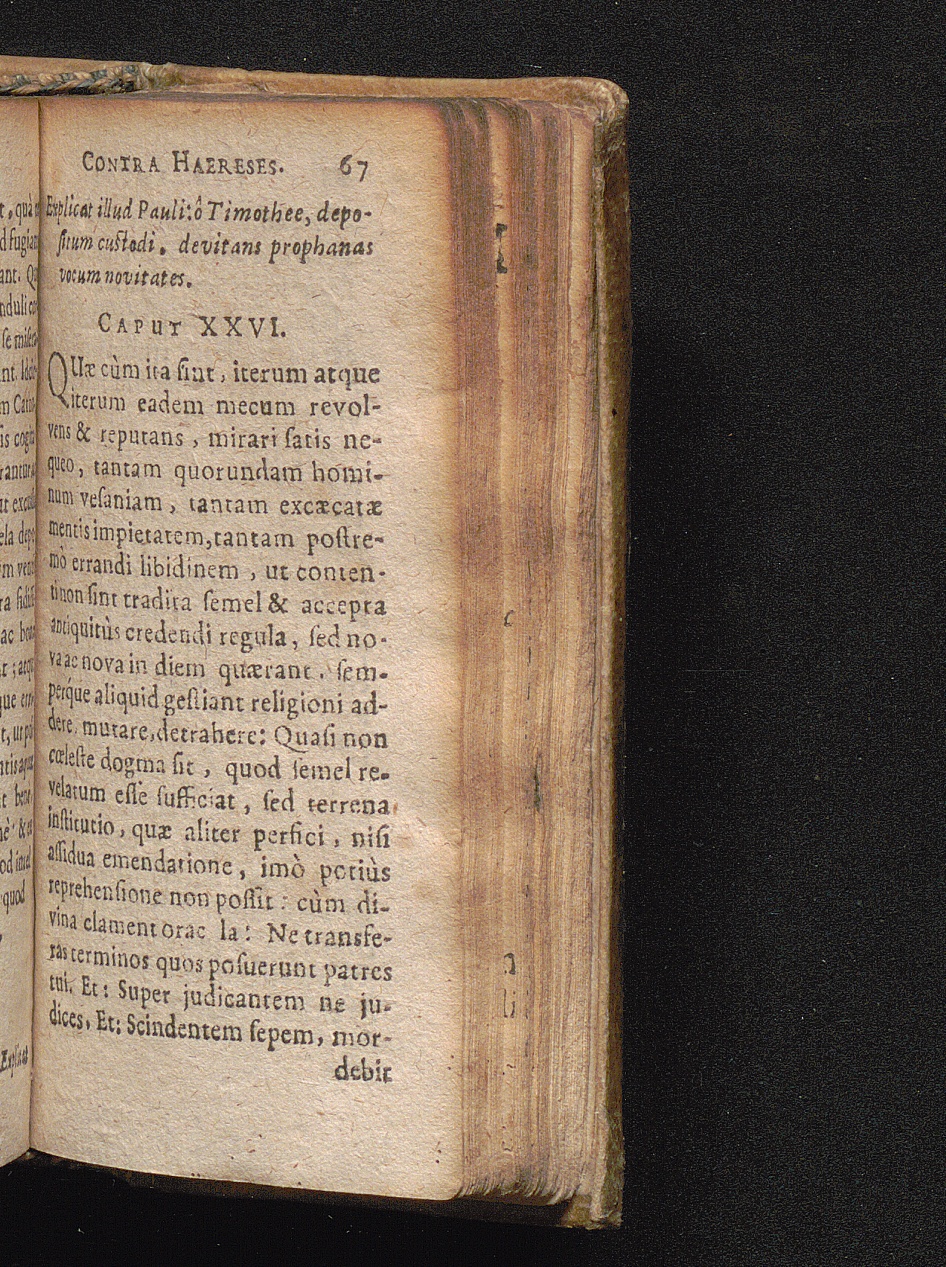 CONTRA HAERESES. 67
Explicat illud Pauli: ô Timothee, depo-
ſitum cuſtodi, devitans prophanas
vocum novitates.
CAPUT XXVI.
QUæ cùm ita ſint, iterum atque
iterum eadem mecum revol-
vens & reputans, mirari ſatis ne-
queo, tantam quorundam homi-
num veſaniam, tantam excæcatæ
mentis impietatem, tantam poſtre-
mò errandi libidinem, ut conten-
ti non ſint tradita ſemel & accepta
antiquitùs credendi regula, ſed no-
va ac nova in diem quærant, ſem-
perque aliquid geſtiant religioni ad-
dere, mutare, detrahere: Quaſi non
cœleſte dogma ſit, quod ſemel re-
velatum eſſe ſufficiat, ſed terrena
inſtitutio, quæ aliter perfici, niſi
aſſidua emendatione, imò potiùs
reprehenſione non poſſit: cùm di-
vina clament orac la: Ne transfe-
ras terminos quos poſuerunt patres
tui. Et: Super judicantem ne ju-
dices. Et: Scindentem ſepem, mor-
debit